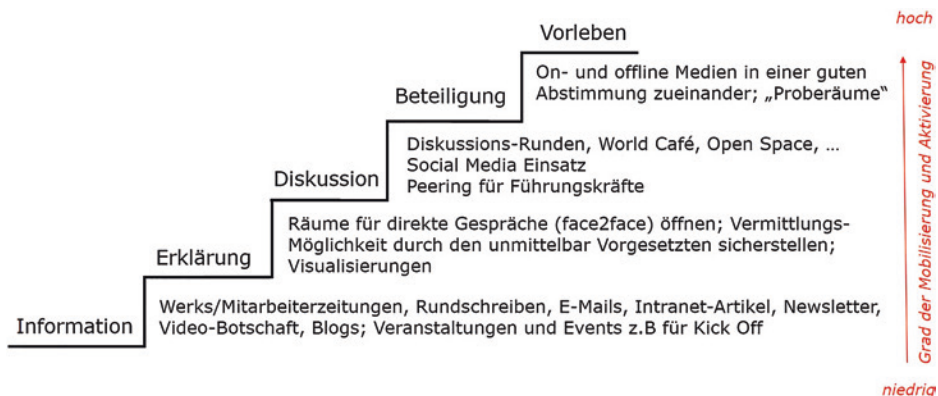 hoch
Vorleben
On- und offline Medien in einer guten
Abstimmung zueinander; „Proberäume“
Beteiligung
Diskussions-Runden, World Café, Open Space, ...
Social Media Einsatz
Peering für Führungskräfte
Diskussion
Räume für direkte Gespräche (face2face) öffnen; Vermittlungs-
Möglichkeit durch den unmittelbar Vorgesetzten sicherstellen;
Visualisierungen
Erklärung
Werks/Mitarbeiterzeitungen, Rundschreiben, E-Mails, Intranet-Artikel, Newsletter,
Video-Botschaft, Blogs; Veranstaltungen und Events z.B für Kick Off
Information
Grad der Mobilisierung und Aktivierung
niedrig